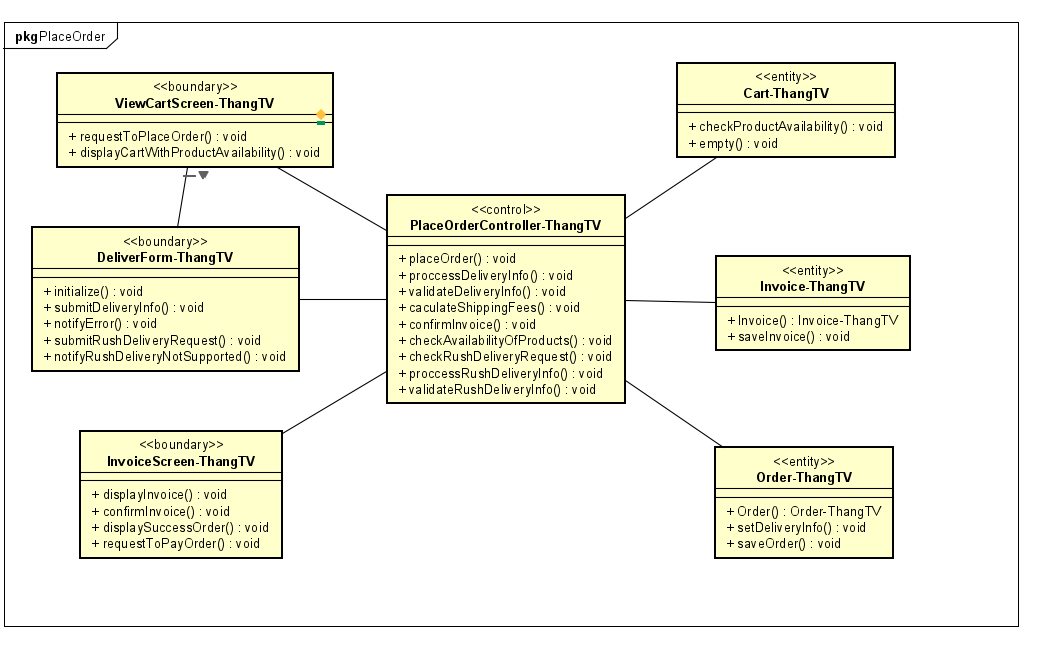 pkg PlaceOrder
<<boundary>>
ViewCartScreen-ThangTV
+ requestToPlaceOrder() : void
+ displayCartWithProductAvailability() : void
<<entity>>
Cart-ThangTV
+ checkProductAvailability() : void
+ empty() : void
<<control>>
PlaceOrderController-ThangTV
+ placeOrder() : void
+ proccessDeliveryInfo() : void
+ validateDeliveryInfo() : void
+ caculateShippingFees() : void
+ confirmInvoice() : void
+ checkAvailabilityOfProducts() : void
+ checkRushDeliveryRequest() : void
+ proccessRushDeliveryInfo() : void
+ validateRushDeliveryInfo() : void
<<boundary>>
DeliverForm-ThangTV
+ initialize() : void
+ submitDeliveryInfo() : void
+ notifyError() : void
+ submitRushDeliveryRequest() : void
+ notifyRushDeliveryNotSupported() : void
<<entity>>
Invoice-ThangTV
+ Invoice() : Invoice-ThangTV
+ saveInvoice() : void
<<boundary>>
InvoiceScreen-ThangTV
+ displayInvoice() : void
+ confirmInvoice() : void
+ displaySuccessOrder() : void
+ requestToPayOrder() : void
<<entity>>
Order-ThangTV
+ Order() : Order-ThangTV
+ setDeliveryInfo() : void
+ saveOrder() : void